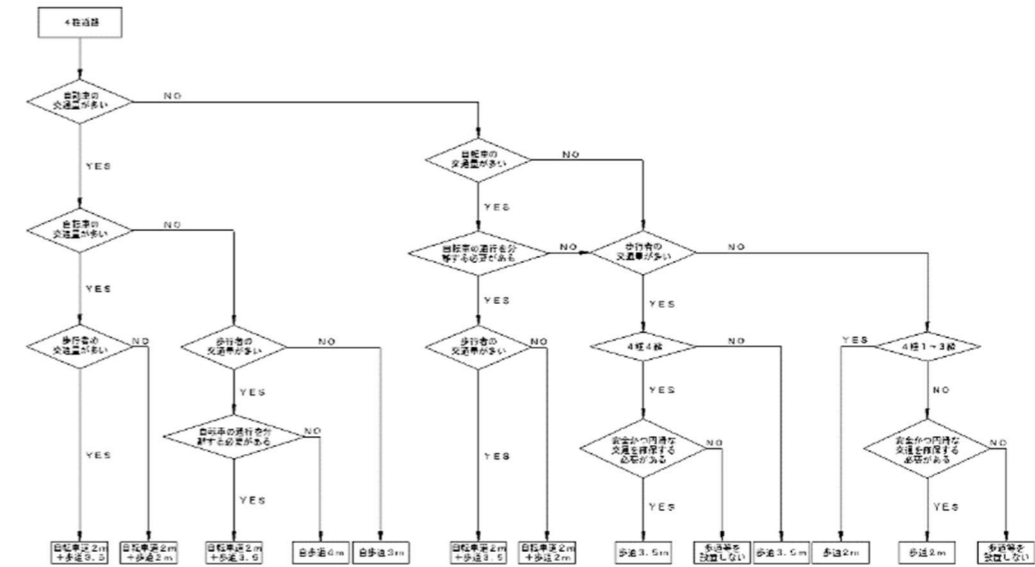 4種道路
自動車の
交通量が多い
NO
YES
自転車の
交通量が多い
NO
YES
自転車の
交通量が多い
NO
YES
自転車の通行を分
離する必要がある
NO
YES
歩行者の
交通量が多い
NO
YES
歩行者の
交通量が多い
NO
YES
歩行者の
交通量が多い
NO
YES
歩行者の
交通量が多い
NO
YES
4種4級
NO
YES
4種1~3級
YES
NO
自転車の通行を分
離する必要がある
NO
YES
安全かつ円滑な
交通を確保する
必要がある
NO
YES
安全かつ円滑な
交通を確保する
必要がある
NO
YES
自転車道2m
+歩道3.5
自転車道2m
+歩道2m
自転車道2m
+歩道3.5
自歩道4m
自歩道3m
自転車道2m
+歩道3.5
自転車道2m
+歩道2m
歩道3.5m
歩道等を
設置しない
歩道3.5m
歩道2m
歩道2m
歩道等を
設置しない